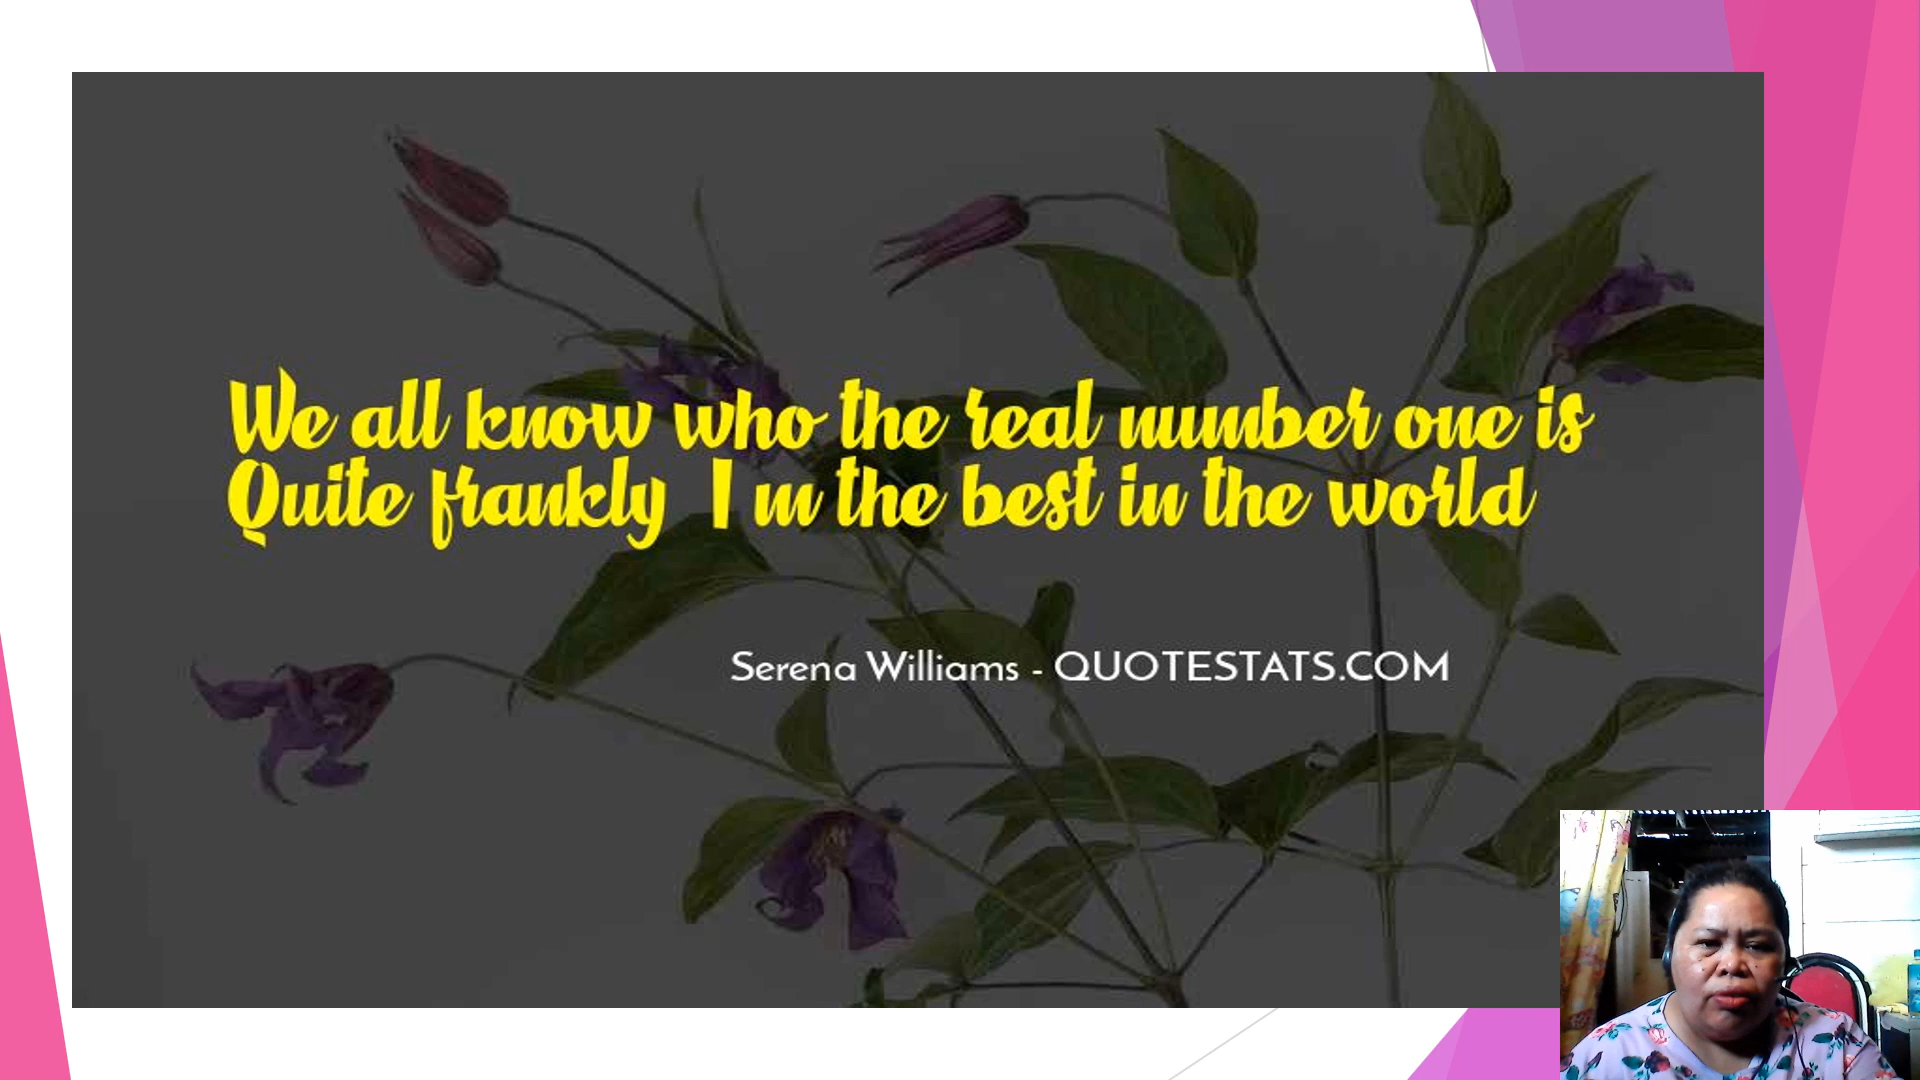 We all know who the real number one is
Quite frankly I m the best in the world
Serena Williams - QUOTESTATS.COM